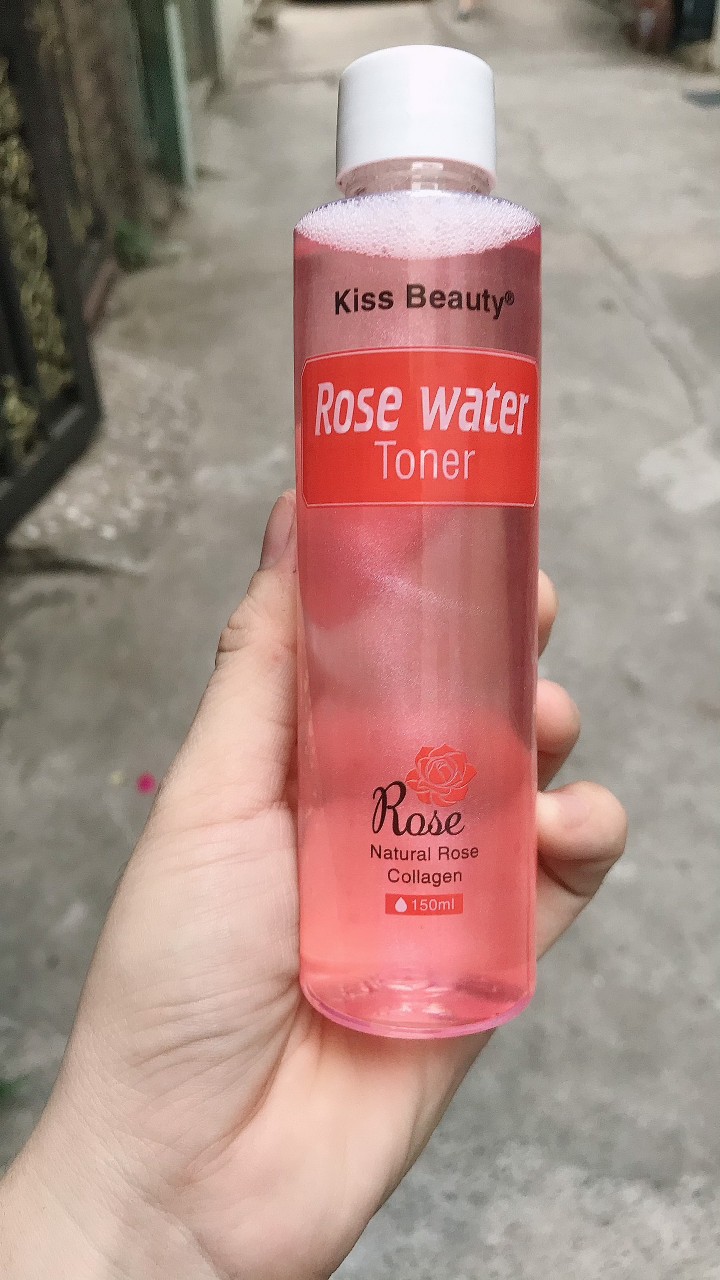 Kiss Beauty®
Rose water
Toner
Rose
Natural Rose
Collagen
150ml